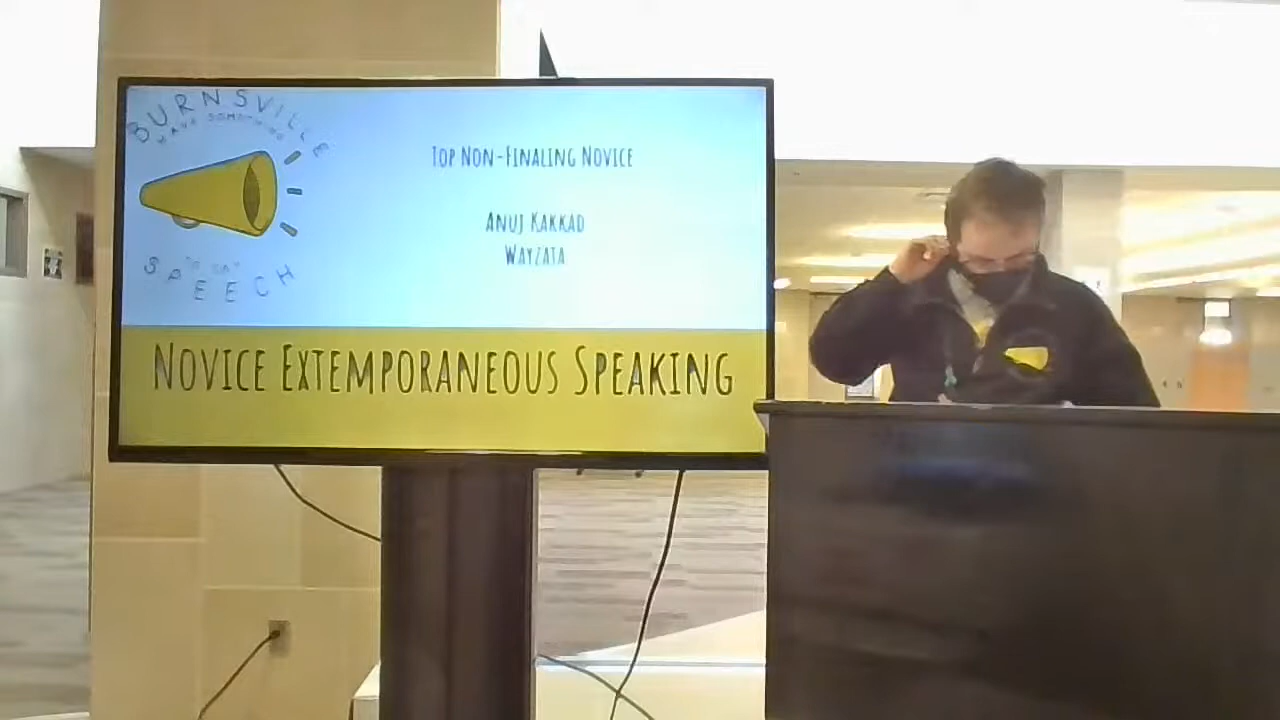 BURNSVILLE
HAVE SOMETHING
TO SAY
SPEECH
TOP NON-FINALING NOVICE
ANUJ KAKKAD
WAYZATA
NOVICE EXTEMPORANEOUS SPEAKING